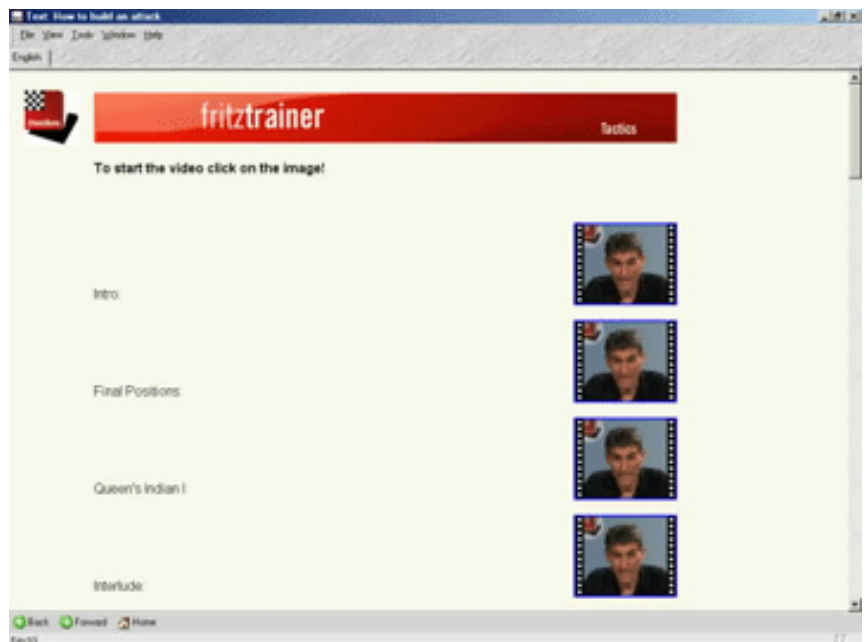 Text: How to build an attack
File View Tools Window Help
English
fritztrainer
Tactics
To start the video click on the image!
Intro:
Final Positions:
Queen's Indian I:
Interlude:
Back Forward Home